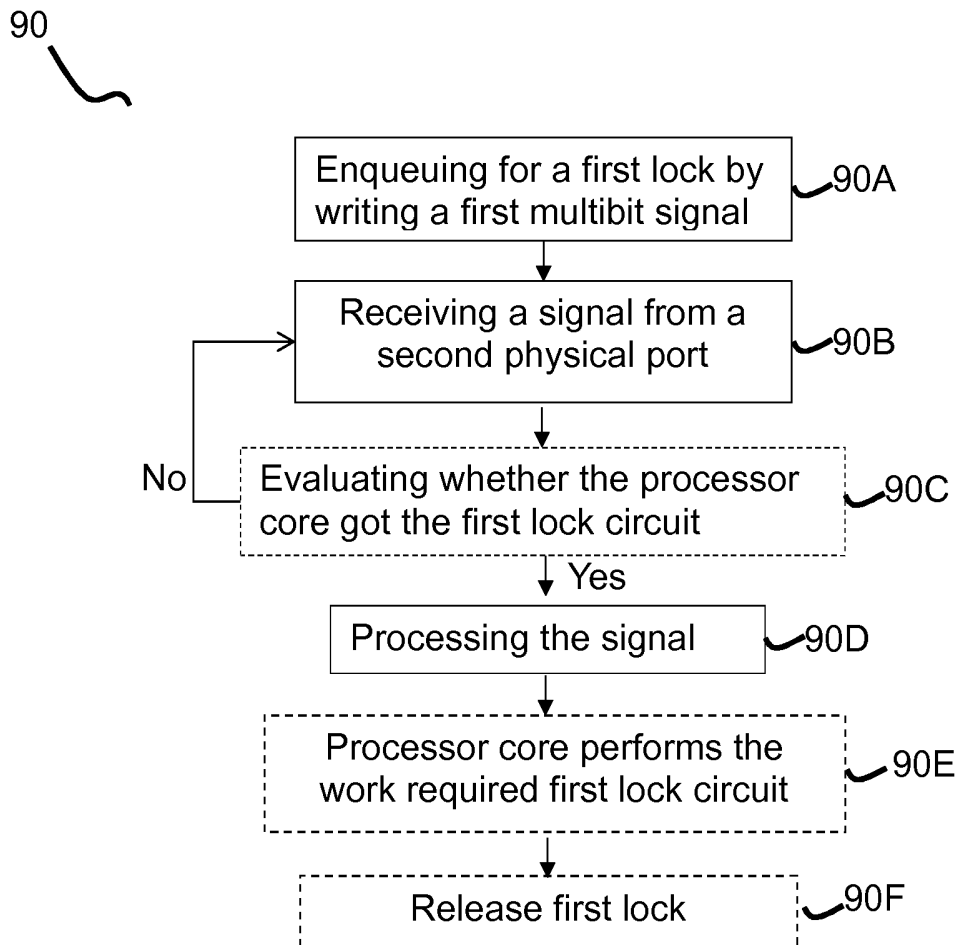 90
Enqueuing for a first lock by
writing a first multibit signal
90A
Receiving a signal from a
second physical port
90B
No
Evaluating whether the processor
core got the first lock circuit
90C
Yes
Processing the signal
90D
Processor core performs the
work required first lock circuit
90E
Release first lock
90F